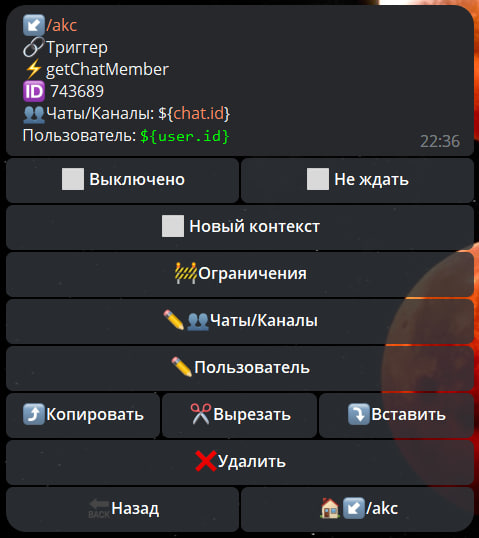 ↙️/akc
🔗Триггер
⚡getChatMember
🆔 743689
👥Чаты/Каналы: ${chat.id}
Пользователь: ${user.id}
22:36
⬜ Выключено
⬜ Не ждать
⬜ Новый контекст
🚧Ограничения
✏️👥Чаты/Каналы
✏️Пользователь
⤴️Копировать
✂️Вырезать
⤵️Вставить
❌Удалить
🔙Назад
🏠↙️/akc